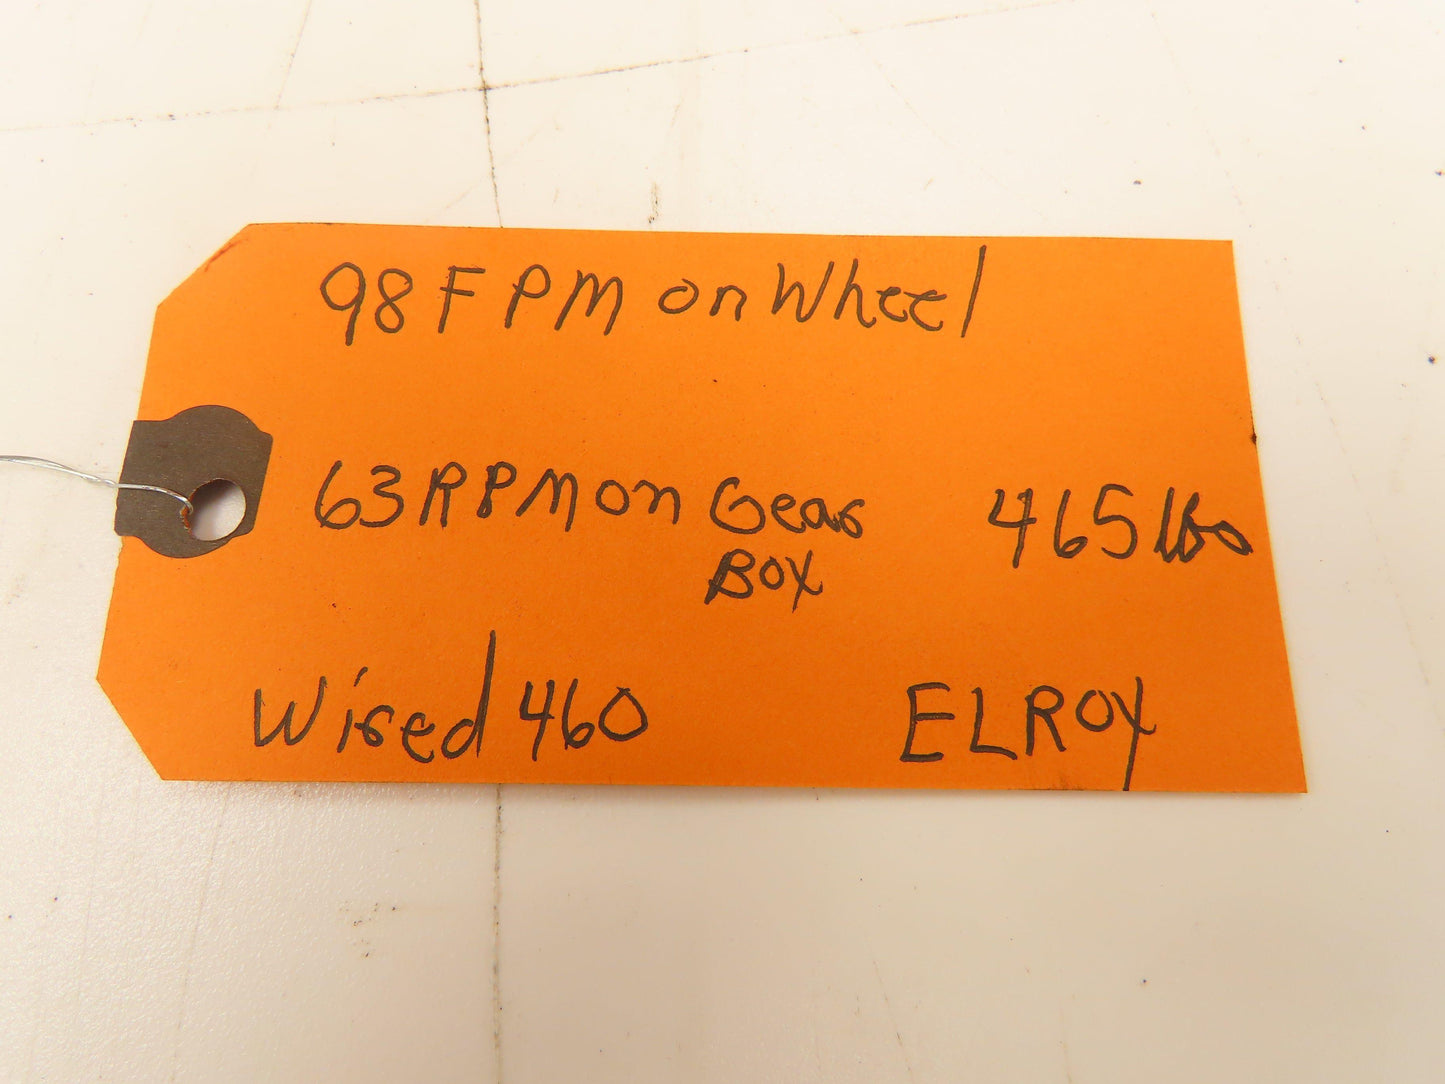 98 FPM on Wheel
63 RPM on Gear
Box
465 lbs
Wired 460
ELROY